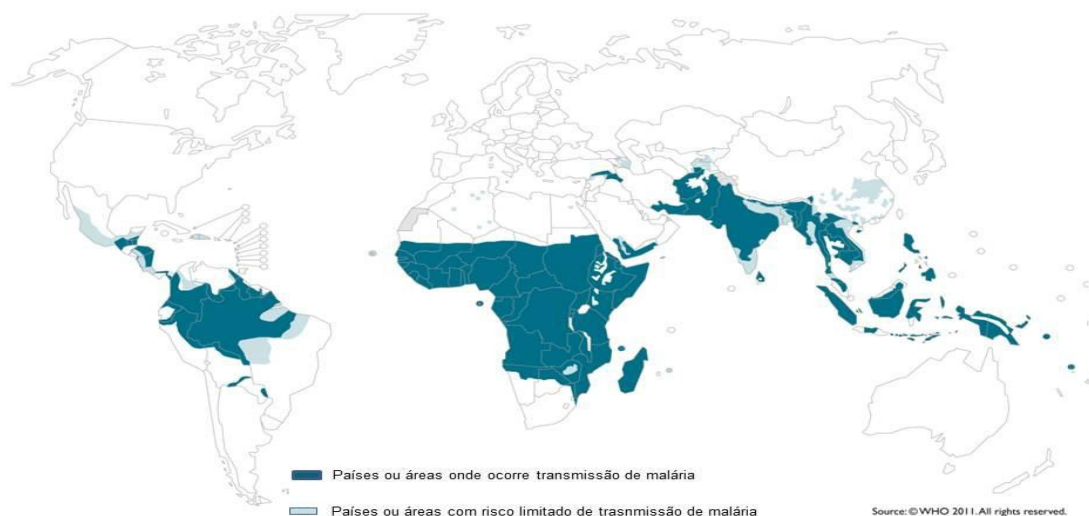 Países ou áreas onde ocorre transmissão de malária
Países ou áreas com risco limitado de trasnmissão de malária
Source: © WHO 2011. All rights reserved.